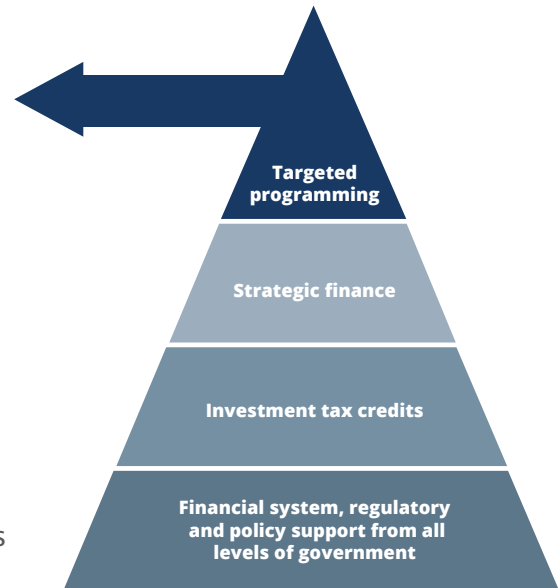 Targeted
programming
Strategic finance
Investment tax credits
Financial system, regulatory
and policy support from all
levels of government
s